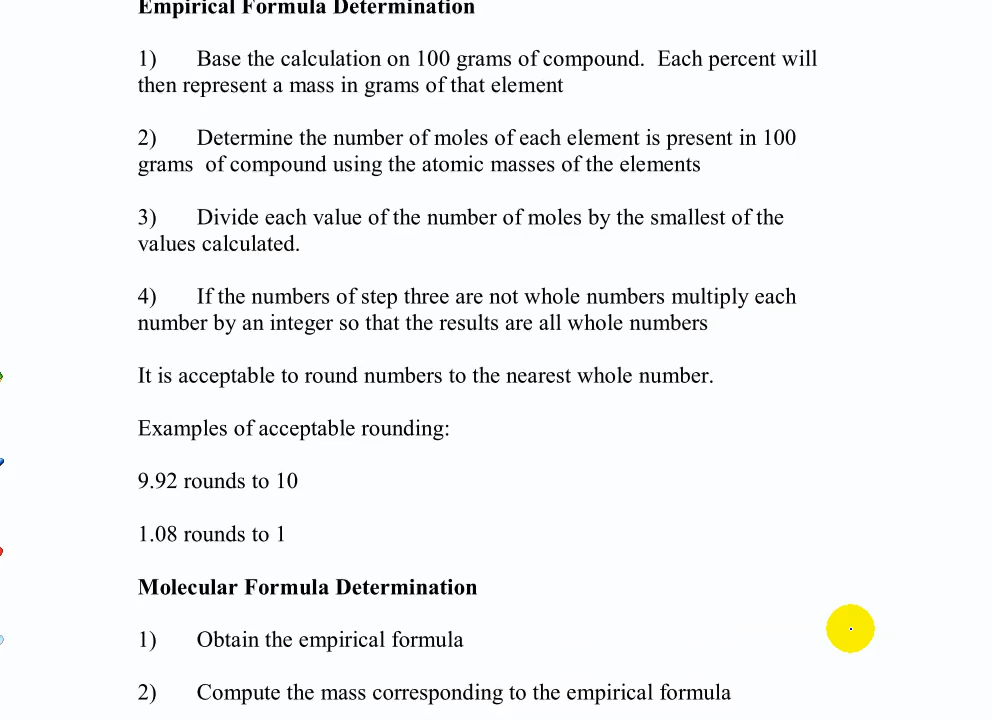 Empirical Formula Determination
1) Base the calculation on 100 grams of compound.  Each percent will
then represent a mass in grams of that element
2) Determine the number of moles of each element is present in 100
grams  of compound using the atomic masses of the elements
3) Divide each value of the number of moles by the smallest of the
values calculated.
4) If the numbers of step three are not whole numbers multiply each
number by an integer so that the results are all whole numbers
It is acceptable to round numbers to the nearest whole number.
Examples of acceptable rounding:
9.92 rounds to 10
1.08 rounds to 1
Molecular Formula Determination
1) Obtain the empirical formula
2) Compute the mass corresponding to the empirical formula